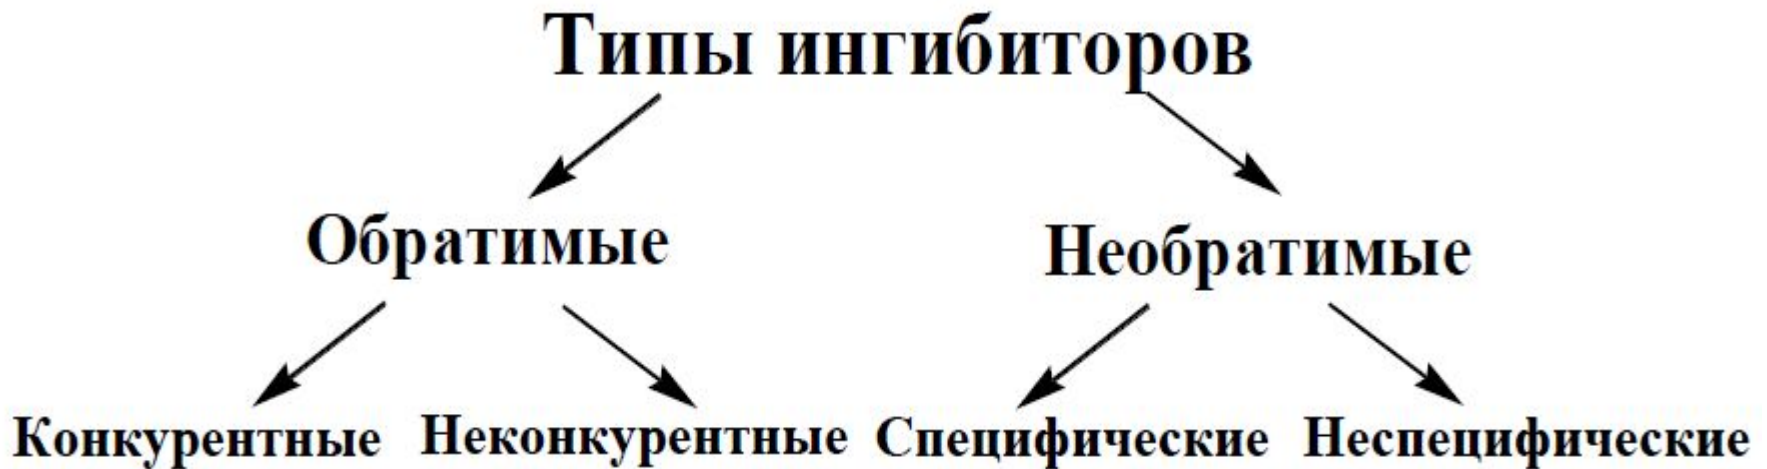 Типы ингибиторов
Обратимые Необратимые
Конкурентные Неконкурентные Специфические Неспецифические